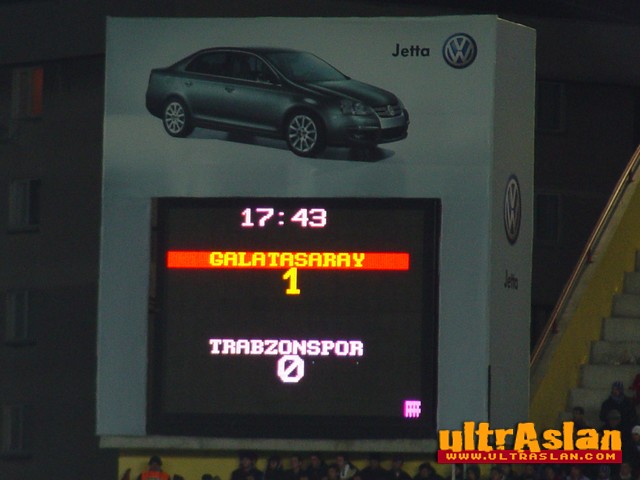 Jetta
17:43
GALATASARAY
1
TRABZONSPOR
0
Jetta
ultrAslan
WWW.ULTRASLAN.COM